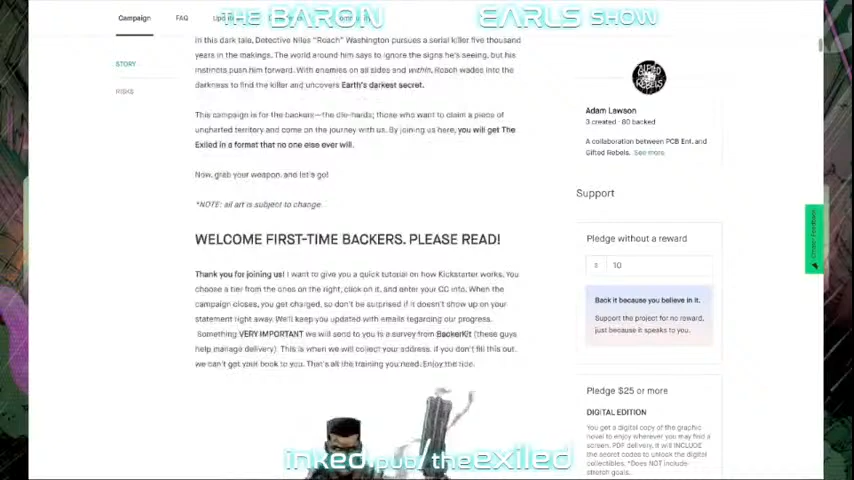 THE BARON EARLS SHOW
Campaign
FAQ
STORY
RISKS
In this dark tale, Detective Niles "Roach" Washington pursues a serial killer five thousand
years in the makings. The world around him says to ignore the signs he's seeing, but his
instincts push him forward. With enemies on all sides and within, Roach wades into the
darkness to find the killer and uncovers Earth's darkest secret.
This campaign is for the backers—the die-hards; those who want to claim a piece of
uncharted territory and come on the journey with us. By joining us here, you will get The
Exiled in a format that no one else ever will.
Now, grab your weapon, and let's go!
*NOTE: all art is subject to change.
WELCOME FIRST-TIME BACKERS. PLEASE READ!
Thank you for joining us! I want to give you a quick tutorial on how Kickstarter works. You
choose a tier from the ones on the right, click on it, and enter your CC info. When the
campaign closes, you get charged, so don't be surprised if it doesn't show up on your
statement right away. We'll keep you updated with emails regarding our progress.
Something VERY IMPORTANT we will send to you is a survey from BackerKit (these guys
help manage delivery). This is when we will collect your address. If you don't fill this out,
we can't get your book to you. That's all the training you need. Enjoy the ride.
GIFTED REBELS
Adam Lawson
3 created · 80 backed
A collaboration between PCB Ent. and
Gifted Rebels. See more
Support
Pledge without a reward
10
Back it because you believe in it.
Support the project for no reward,
just because it speaks to you.
Pledge $25 or more
DIGITAL EDITION
You get a digital copy of the graphic
novel to enjoy wherever you may find a
screen. PDF delivery. It will INCLUDE
the secret codes to unlock the digital
collectibles. *Does NOT include
stretch goals.
Feedback
inked.pub/theexiled